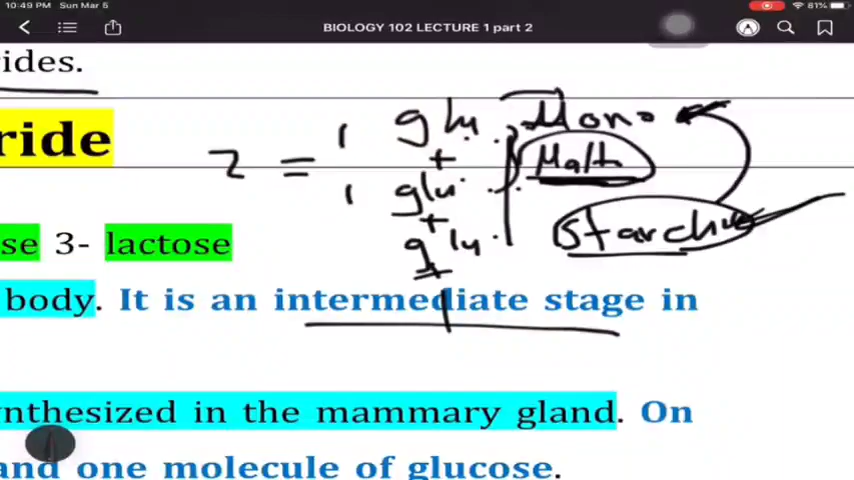 10:49 PM Sun Mar 5
81%
BIOLOGY 102 LECTURE 1 part 2
ides.
ride
2 = 1 glu Mono
+ Malt
1 glu
+
glu starch
se 3- lactose
body. It is an intermediate stage in
ynthesized in the mammary gland. On
and one molecule of glucose.